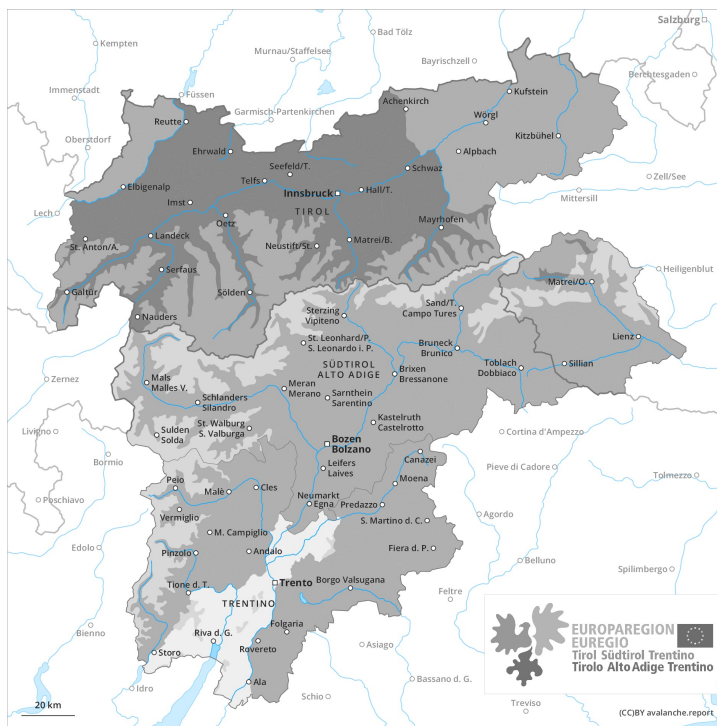 Salzburg
Kempten
Bad Tölz
Murnau/Staffelsee
Bayrischzell
Berchtesgaden
Immenstadt
Füssen
Garmisch-Partenkirchen
Achenkirch
Kufstein
Reutte
Wörgl
Oberstdorf
Ehrwald
Kitzbühel
Alpbach
Seefeld/T.
Schwaz
Telfs
Zell/See
Elbigenalp
Innsbruck
Hall/T.
Mittersill
Imst
TIROL
Lech
Oetz
Mayrhofen
St. Anton/A.
Landeck
Neustift/St.
Matrei/B.
Serfaus
Heiligenblut
Galtür
Sölden
Matrei/O.
Nauders
Sterzing
Vipiteno
Sand/T.
Campo Tures
St. Leonhard/P.
S. Leonardo i. P.
Lienz
Bruneck
Brunico
SÜDTIROL
ALTO ADIGE
Toblach
Dobbiaco
Sillian
Zernez
Mals
Malles V.
Brixen
Bressanone
Meran
Merano
Sarnthein
Sarentino
Schlanders
Silandro
St. Walburg
S. Valburga
Kastelruth
Castelrotto
Livigno
Sulden
Solda
Cortina d'Ampezzo
Bozen
Bolzano
Bormio
Canazei
Leifers
Laives
Pieve di Cadore
Tolmezzo
Poschiavo
Peio
Malè
Cles
Moena
Neumarkt
Egna
Predazzo
Vermiglio
Agordo
S. Martino d. C.
M. Campiglio
Edolo
Pinzolo
Andalo
Fiera d. P.
Belluno
Spilimbergo
Tione d. T.
Trento
Borgo Valsugana
Feltre
TRENTINO
Folgaria
Bienno
Riva d. G.
Rovereto
Asiago
Storo
Ala
Idro
Schio
Bassano d. G.
Treviso
EUROPAREGION
EUREGIO
Tirol Südtirol Trentino
Tirolo Alto Adige Trentino
20 km
(CC)BY avalanche.report